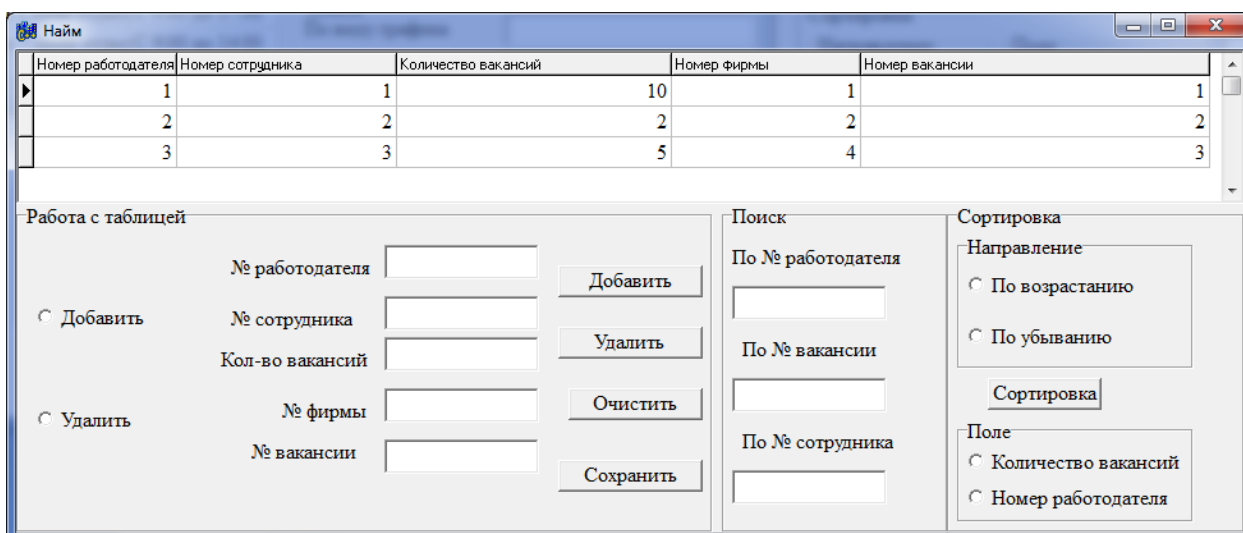 Найм
Номер работодателя Номер сотрудника Количество вакансий Номер фирмы Номер вакансии
1 1 10 1 1
2 2 2 2 2
3 3 5 4 3
Работа с таблицей
№ работодателя
№ сотрудника
Кол-во вакансий
№ фирмы
№ вакансии
Добавить
Удалить
Добавить
Удалить
Очистить
Сохранить
Поиск
По № работодателя
По № вакансии
По № сотрудника
Сортировка
Направление
По возрастанию
По убыванию
Сортировка
Поле
Количество вакансий
Номер работодателя